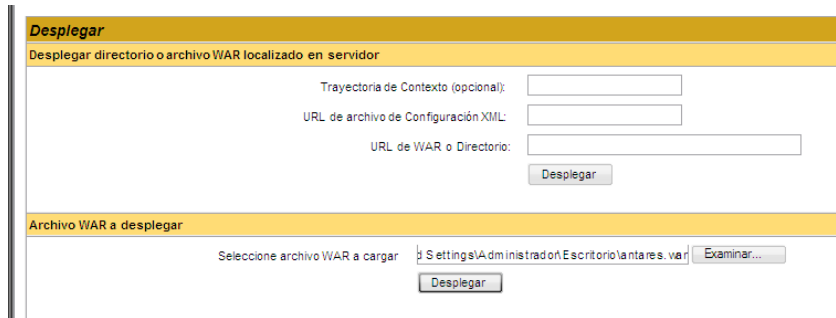 Desplegar
Desplegar directorio o archivo WAR localizado en servidor
Trayectoria de Contexto (opcional):
URL de archivo de Configuración XML:
URL de WAR o Directorio:
Desplegar
Archivo WAR a desplegar
Seleccione archivo WAR a cargar d Settings\Administrador\Escritorio\antares.war Examinar...
Desplegar